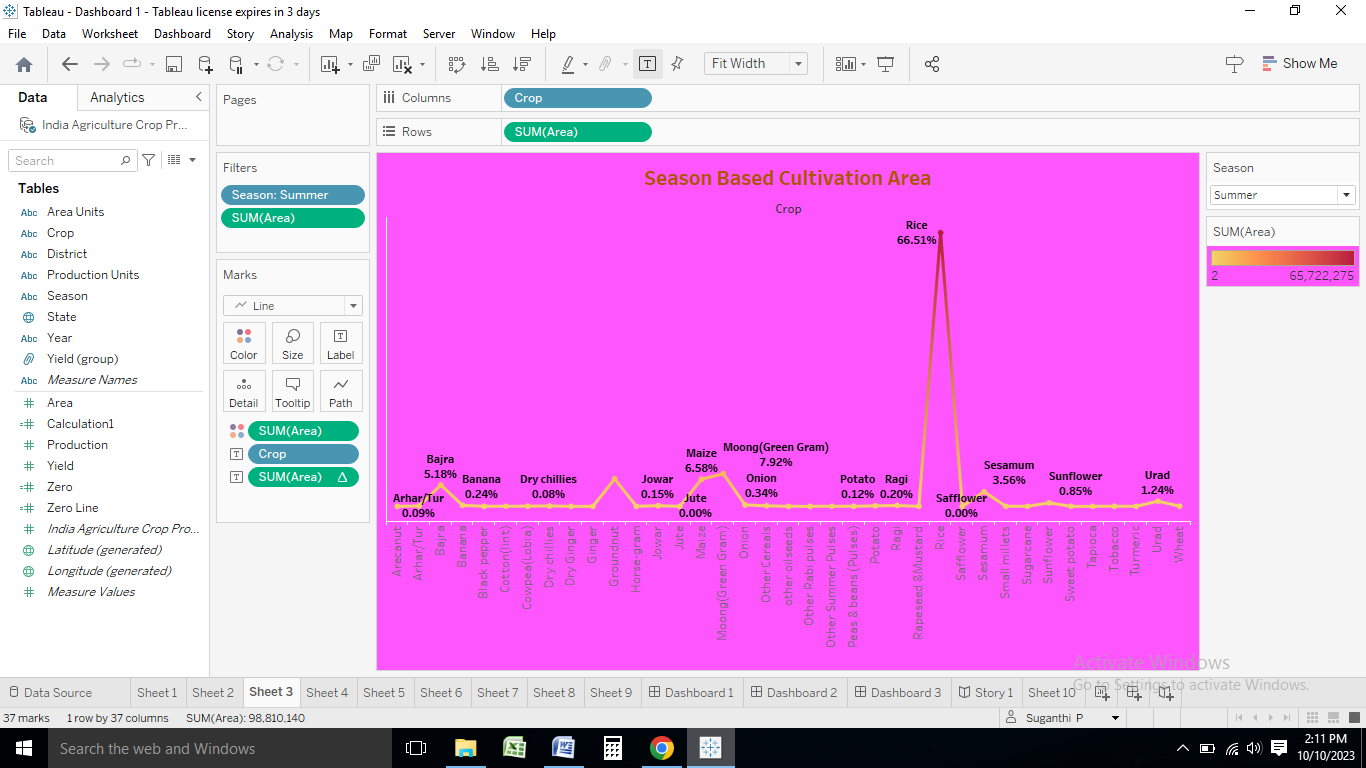 Tableau - Dashboard 1 - Tableau license expires in 3 days
File Data Worksheet Dashboard Story Analysis Map Format Server Window Help
Fit Width
Show Me
Data Analytics
India Agriculture Crop Pr...
Search
Tables
Abc Area Units
Abc Crop
Abc District
Abc Production Units
Abc Season
State
Abc Year
Yield (group)
Abc Measure Names
# Area
=# Calculation1
# Production
# Yield
=# Zero
=# Zero Line
# India Agriculture Crop Pro...
Latitude (generated)
Longitude (generated)
# Measure Values
Pages
Filters
Season: Summer
SUM(Area)
Marks
Line
Color Size Label
Detail Tooltip Path
SUM(Area)
Crop
SUM(Area) △
Columns Crop
Rows SUM(Area)
Season Based Cultivation Area
Crop
Rice
66.51%
Moong(Green Gram)
7.92%
Maize
6.58%
Bajra
5.18%
Sesamum
3.56%
Banana
0.24%
Dry chillies
0.08%
Jowar
0.15%
Onion
0.34%
Potato
0.12%
Ragi
0.20%
Sunflower
0.85%
Urad
1.24%
Arhar/Tur
0.09%
Jute
0.00%
Safflower
0.00%
Arecanut
Arhar/Tur
Bajra
Banana
Black pepper
Cotton(lint)
Cowpea(Lobia)
Dry chillies
Dry Ginger
Ginger
Groundnut
Horse-gram
Jowar
Jute
Maize
Moong(Green Gram)
Onion
Other Cereals
other oilseeds
Other Rabi pulses
Other Summer Pulses
Peas & beans (Pulses)
Potato
Ragi
Rapeseed &Mustard
Rice
Safflower
Sesamum
Small millets
Sugarcane
Sunflower
Sweet potato
Tapioca
Tobacco
Turmeric
Urad
Wheat
Season
Summer
SUM(Area)
2 65,722,275
Activate Windows
Go to Settings to activate Windows.
Data Source Sheet 1 Sheet 2 Sheet 3 Sheet 4 Sheet 5 Sheet 6 Sheet 7 Sheet 8 Sheet 9 Dashboard 1 Dashboard 2 Dashboard 3 Story 1 Sheet 10
37 marks 1 row by 37 columns SUM(Area): 98,810,140
Suganthi P
Search the web and Windows
2:11 PM
10/10/2023